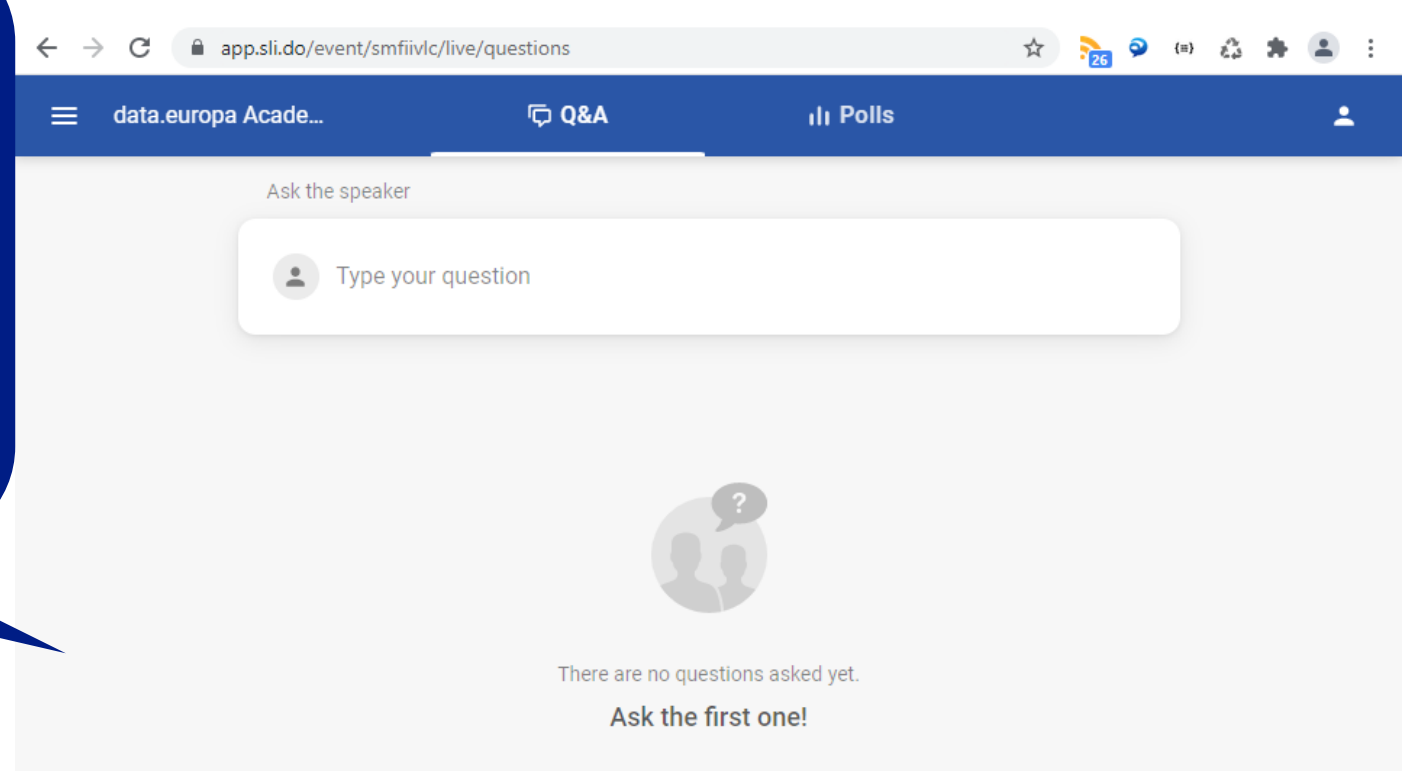 app.sli.do/event/smfiivlc/live/questions
26
data.europa Acade...
Q&A
Polls
Ask the speaker
Type your question
?
There are no questions asked yet.
Ask the first one!